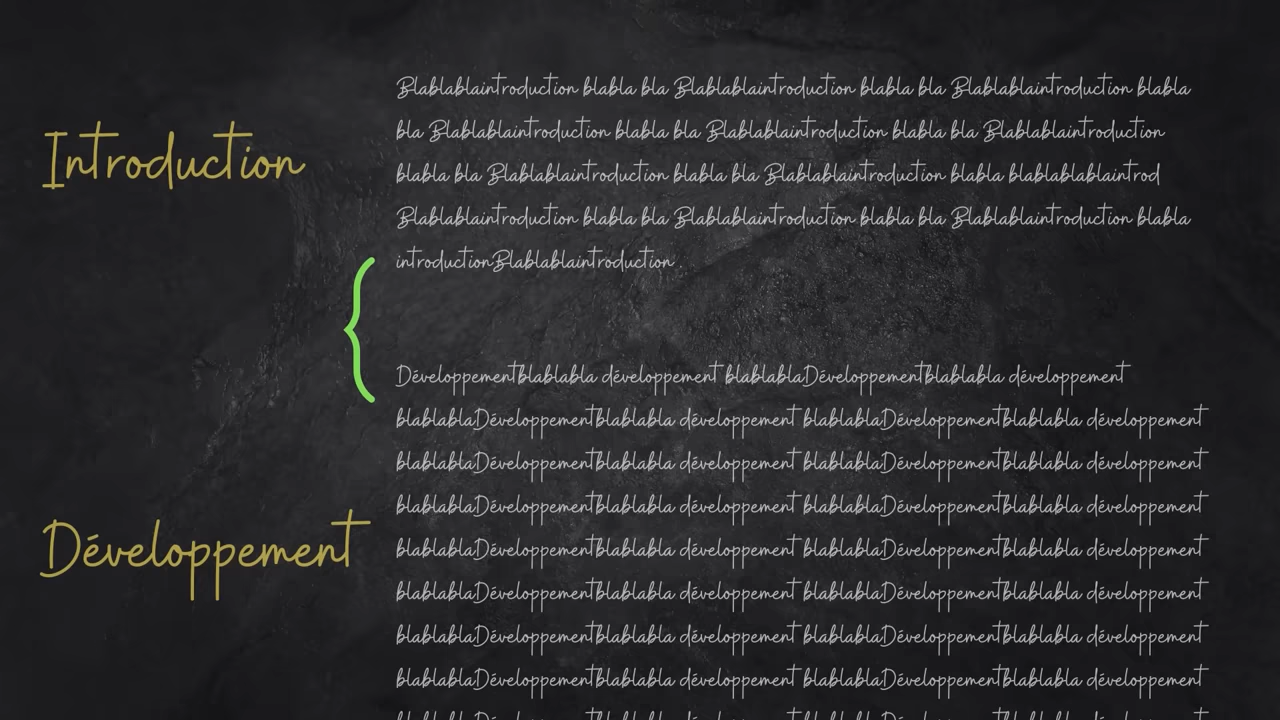 Introduction
Blablablaintroduction blabla bla Blablablaintroduction blabla bla Blablablaintroduction blabla
bla Blablablaintroduction blabla bla Blablablaintroduction blabla bla Blablablaintroduction
blabla bla Blablablaintroduction blabla bla Blablablaintroduction blabla blablablablaintrod
Blablablaintroduction blabla bla Blablablaintroduction blabla bla Blablablaintroduction blabla
introductionBlablablaintroduction .
Développement
Développementblablabla développement blablablaDéveloppementblablabla développement
blablablaDéveloppementblablabla développement blablablaDéveloppementblablabla développement
blablablaDéveloppementblablabla développement blablablaDéveloppementblablabla développement
blablablaDéveloppementblablabla développement blablablaDéveloppementblablabla développement
blablablaDéveloppementblablabla développement blablablaDéveloppementblablabla développement
blablablaDéveloppementblablabla développement blablablaDéveloppementblablabla développement
blablablaDéveloppementblablabla développement blablablaDéveloppementblablabla développement
blablablaDéveloppementblablabla développement blablablaDéveloppementblablabla développement